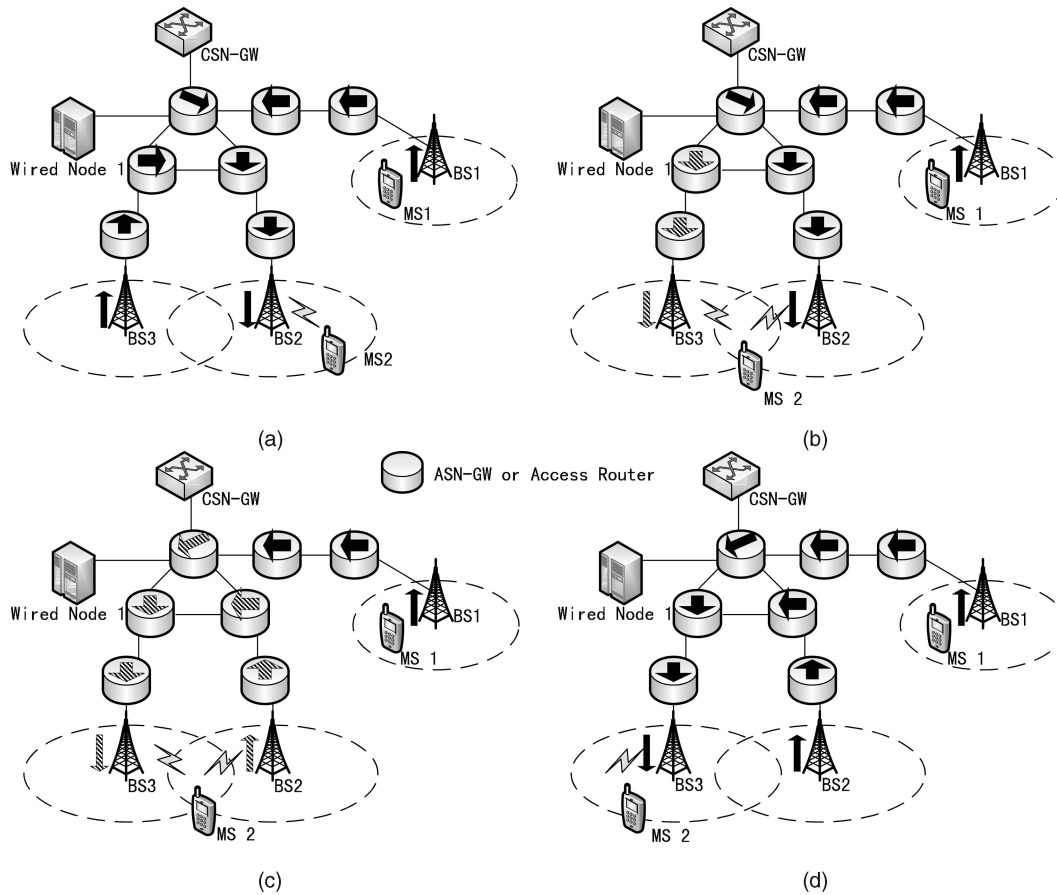 CSN-GW
Wired Node 1
BS1
MS1
BS3
BS2
MS2
(a)
CSN-GW
Wired Node 1
BS1
MS 1
BS3
BS2
MS 2
(b)
ASN-GW or Access Router
CSN-GW
Wired Node 1
BS1
MS 1
BS3
BS2
MS 2
(c)
CSN-GW
Wired Node 1
BS1
MS 1
BS3
BS2
MS 2
(d)